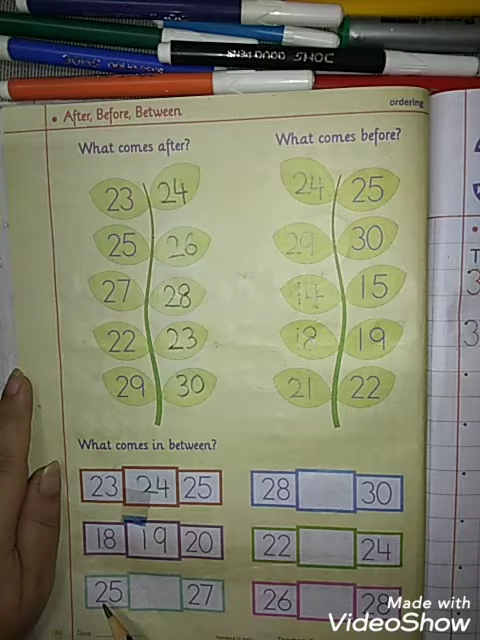 After, Before, Between
ordering
What comes after?
23 24
25 26
27 28
22 23
29 30
What comes before?
24 25
29 30
14 15
18 19
21 22
What comes in between?
23 24 25
28 30
18 19 20
22 24
25 27
26 28
3
3
Made with
VideoShow